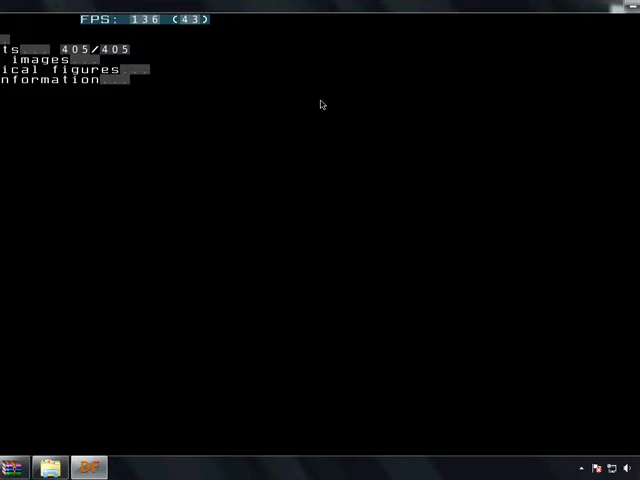 FPS: 136 (43)
ts... 405/405
images...
ical figures...
nformation...
DF